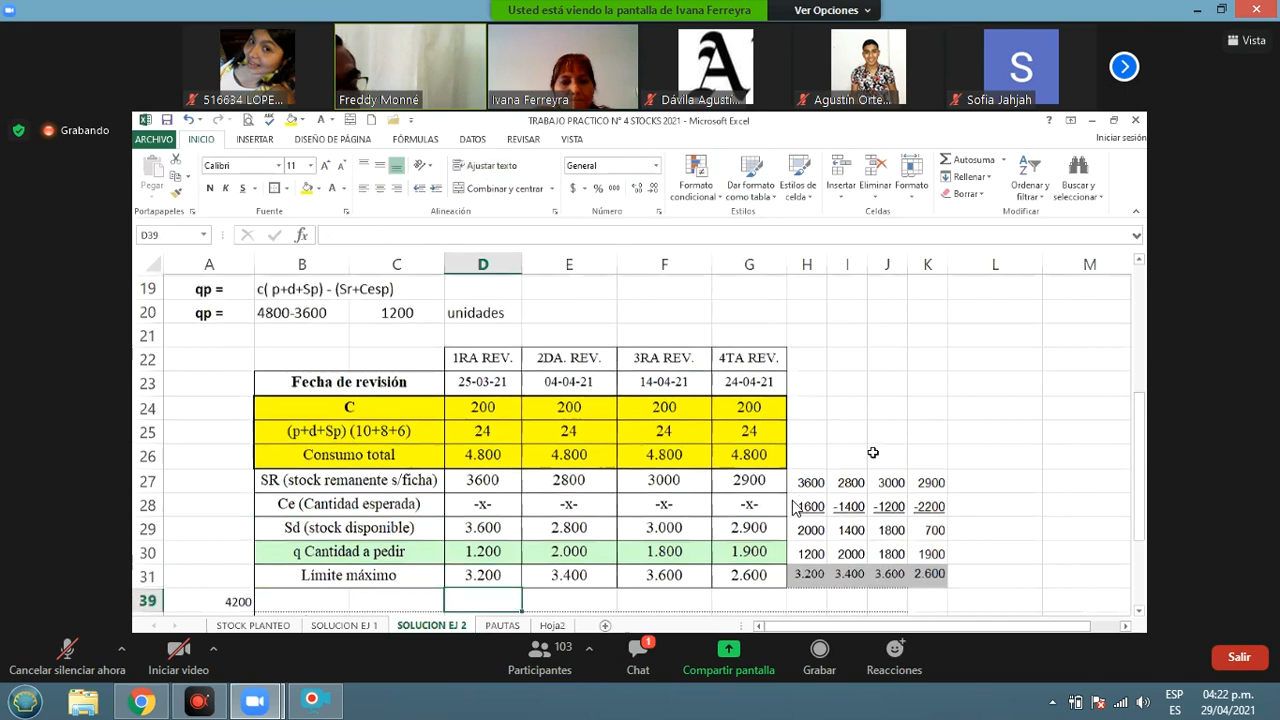 Usted está viendo la pantalla de Ivana Ferreyra
Ver Opciones
Vista
516634 LOPE...
Freddy Monné
Ivana Ferreyra
Dávila Agusti...
Agustín Orte...
S
Sofia Jahjah
Grabando
TRABAJO PRACTICO Nº 4 STOCKS 2021 - Microsoft Excel
ARCHIVO INICIO INSERTAR DISEÑO DE PÁGINA FÓRMULAS DATOS REVISAR VISTA Iniciar sesión
Pegar
Calibri 11
N K S
Ajustar texto
Combinar y centrar
General
$ % 000
Formato condicional
Dar formato como tabla
Estilos de celda
Insertar Eliminar Formato
Autosuma
Rellenar
Borrar
Ordenar y filtrar
Buscar y seleccionar
Portapapeles Fuente Alineación Número Estilos Celdas Modificar
D39 fx
A B C D E F G H I J K L M
19 qp = c( p+d+Sp) - (Sr+Cesp)
20 qp = 4800-3600 1200 unidades
21
22 1RA REV. 2DA. REV. 3RA REV. 4TA REV.
23 Fecha de revisión 25-03-21 04-04-21 14-04-21 24-04-21
24 C 200 200 200 200
25 (p+d+Sp) (10+8+6) 24 24 24 24
26 Consumo total 4.800 4.800 4.800 4.800
27 SR (stock remanente s/ficha) 3600 2800 3000 2900 3600 2800 3000 2900
28 Ce (Cantidad esperada) -x- -x- -x- -x- 1600 -1400 -1200 -2200
29 Sd (stock disponible) 3.600 2.800 3.000 2.900 2000 1400 1800 700
30 q Cantidad a pedir 1.200 2.000 1.800 1.900 1200 2000 1800 1900
31 Límite máximo 3.200 3.400 3.600 2.600 3.200 3.400 3.600 2.600
39 4200
STOCK PLANTEO SOLUCION EJ 1 SOLUCION EJ 2 PAUTAS Hoja2
Cancelar silenciar ahora
Iniciar video
103
Participantes
1
Chat
Compartir pantalla
Grabar
Reacciones
Salir
ESP
ES
04:22 p.m.
29/04/2021